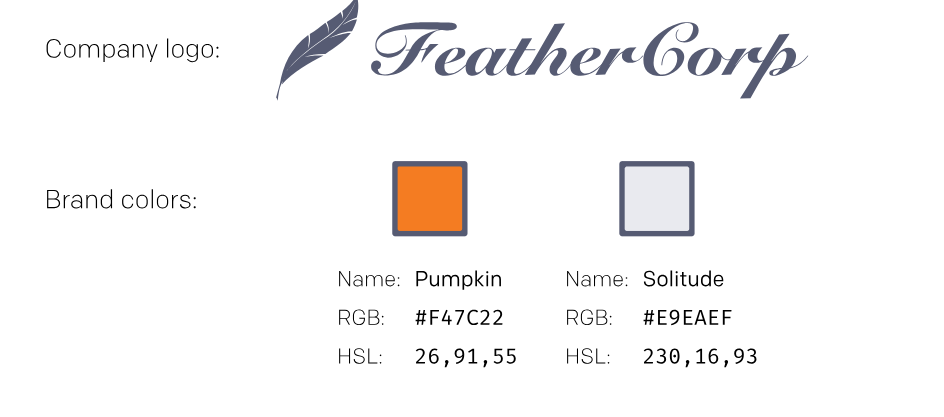 Company logo: FeatherCorp
Brand colors:
Name: Pumpkin Name: Solitude
RGB: #F47C22 RGB: #E9EAEF
HSL: 26,91,55 HSL: 230,16,93